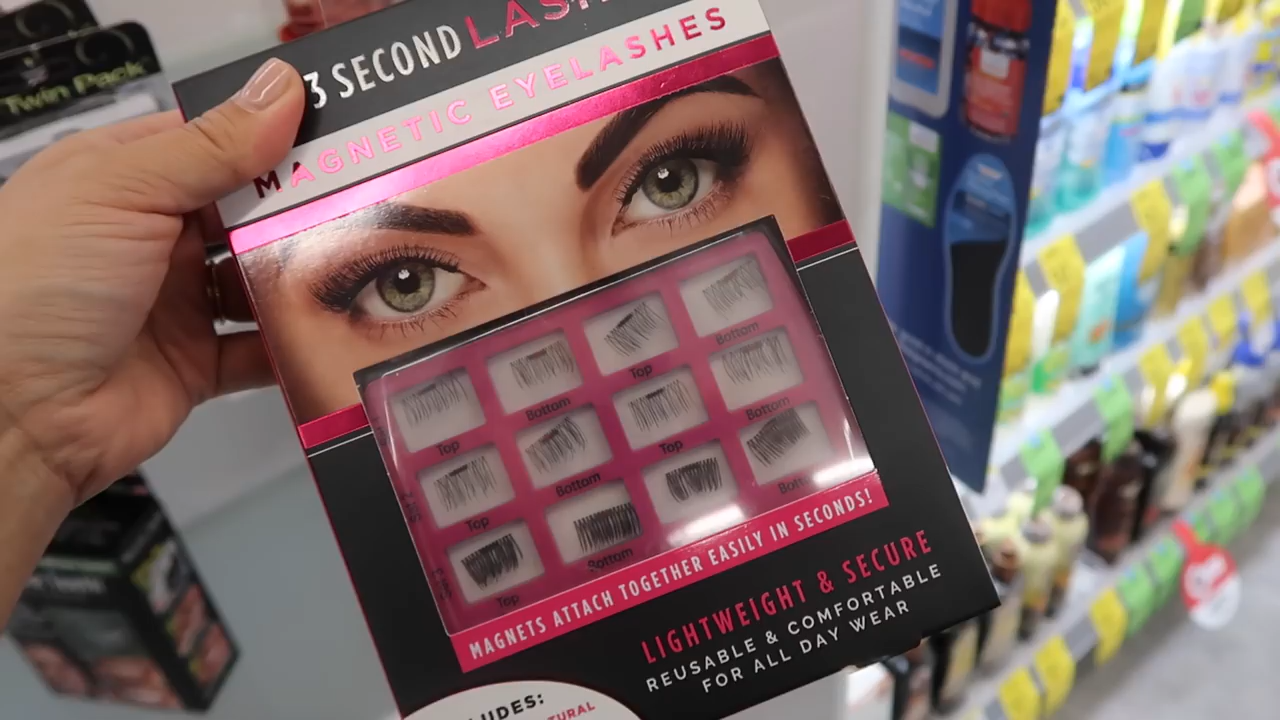 Twin Pack
3 SECOND LASH
MAGNETIC EYELASHES
Top Bottom Top Bottom
Top Bottom Top Bottom
Top Bottom Top
MAGNETS ATTACH TOGETHER EASILY IN SECONDS!
LIGHTWEIGHT & SECURE
REUSABLE & COMFORTABLE
FOR ALL DAY WEAR